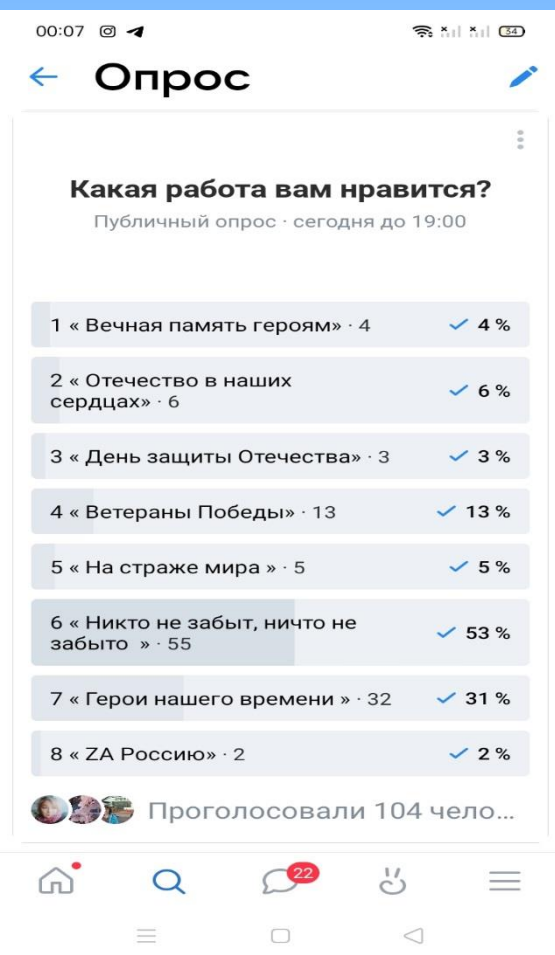 00:07
34
Опрос
Какая работа вам нравится?
Публичный опрос · сегодня до 19:00
1 « Вечная память героям» · 4 4 %
2 « Отечество в наших
сердцах» · 6 6 %
3 « День защиты Отечества» · 3 3 %
4 « Ветераны Победы» · 13 13 %
5 « На страже мира » · 5 5 %
6 « Никто не забыт, ничто не
забыто » · 55 53 %
7 « Герои нашего времени » · 32 31 %
8 « ZA Россию» · 2 2 %
Проголосовали 104 чело...
22